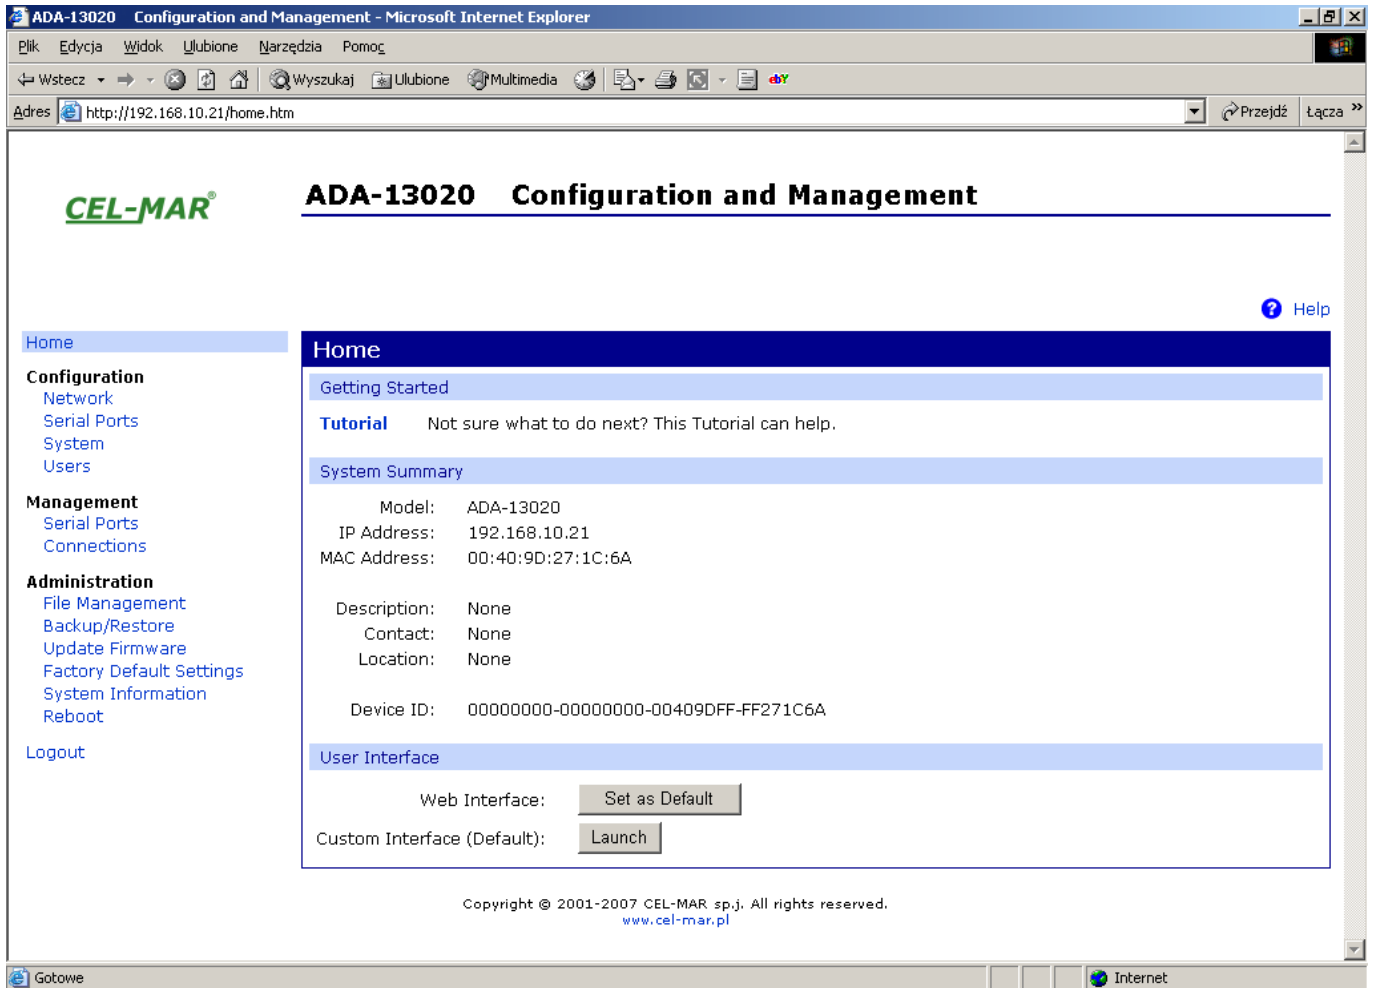 ADA-13020 Configuration and Management - Microsoft Internet Explorer
Plik Edycja Widok Ulubione Narzędzia Pomoc
Wstecz Wyszukaj Ulubione Multimedia ebY
Adres http://192.168.10.21/home.htm Przejdź Łącza »
CEL-MAR®
ADA-13020 Configuration and Management
? Help
Home
Configuration
Network
Serial Ports
System
Users
Management
Serial Ports
Connections
Administration
File Management
Backup/Restore
Update Firmware
Factory Default Settings
System Information
Reboot
Logout
Home
Getting Started
Tutorial Not sure what to do next? This Tutorial can help.
System Summary
Model: ADA-13020
IP Address: 192.168.10.21
MAC Address: 00:40:9D:27:1C:6A
Description: None
Contact: None
Location: None
Device ID: 00000000-00000000-00409DFF-FF271C6A
User Interface
Web Interface: Set as Default
Custom Interface (Default): Launch
Copyright © 2001-2007 CEL-MAR sp.j. All rights reserved.
www.cel-mar.pl
Gotowe Internet